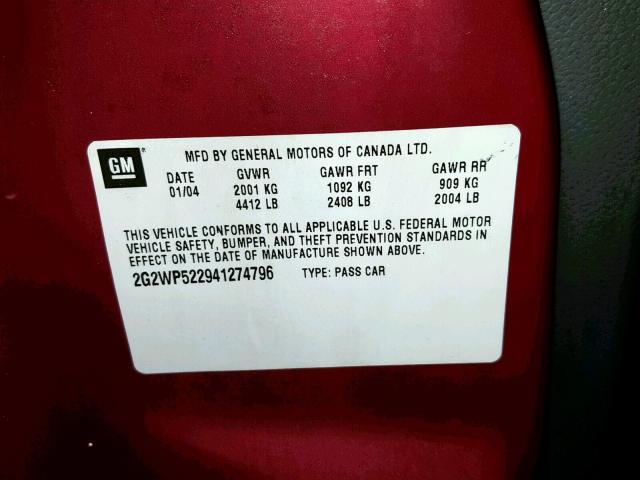 GM
MFD BY GENERAL MOTORS OF CANADA LTD.
DATE GVWR GAWR FRT GAWR RR
01/04 2001 KG 1092 KG 909 KG
4412 LB 2408 LB 2004 LB
THIS VEHICLE CONFORMS TO ALL APPLICABLE U.S. FEDERAL MOTOR
VEHICLE SAFETY, BUMPER, AND THEFT PREVENTION STANDARDS IN
EFFECT ON THE DATE OF MANUFACTURE SHOWN ABOVE.
2G2WP522941274796 TYPE: PASS CAR